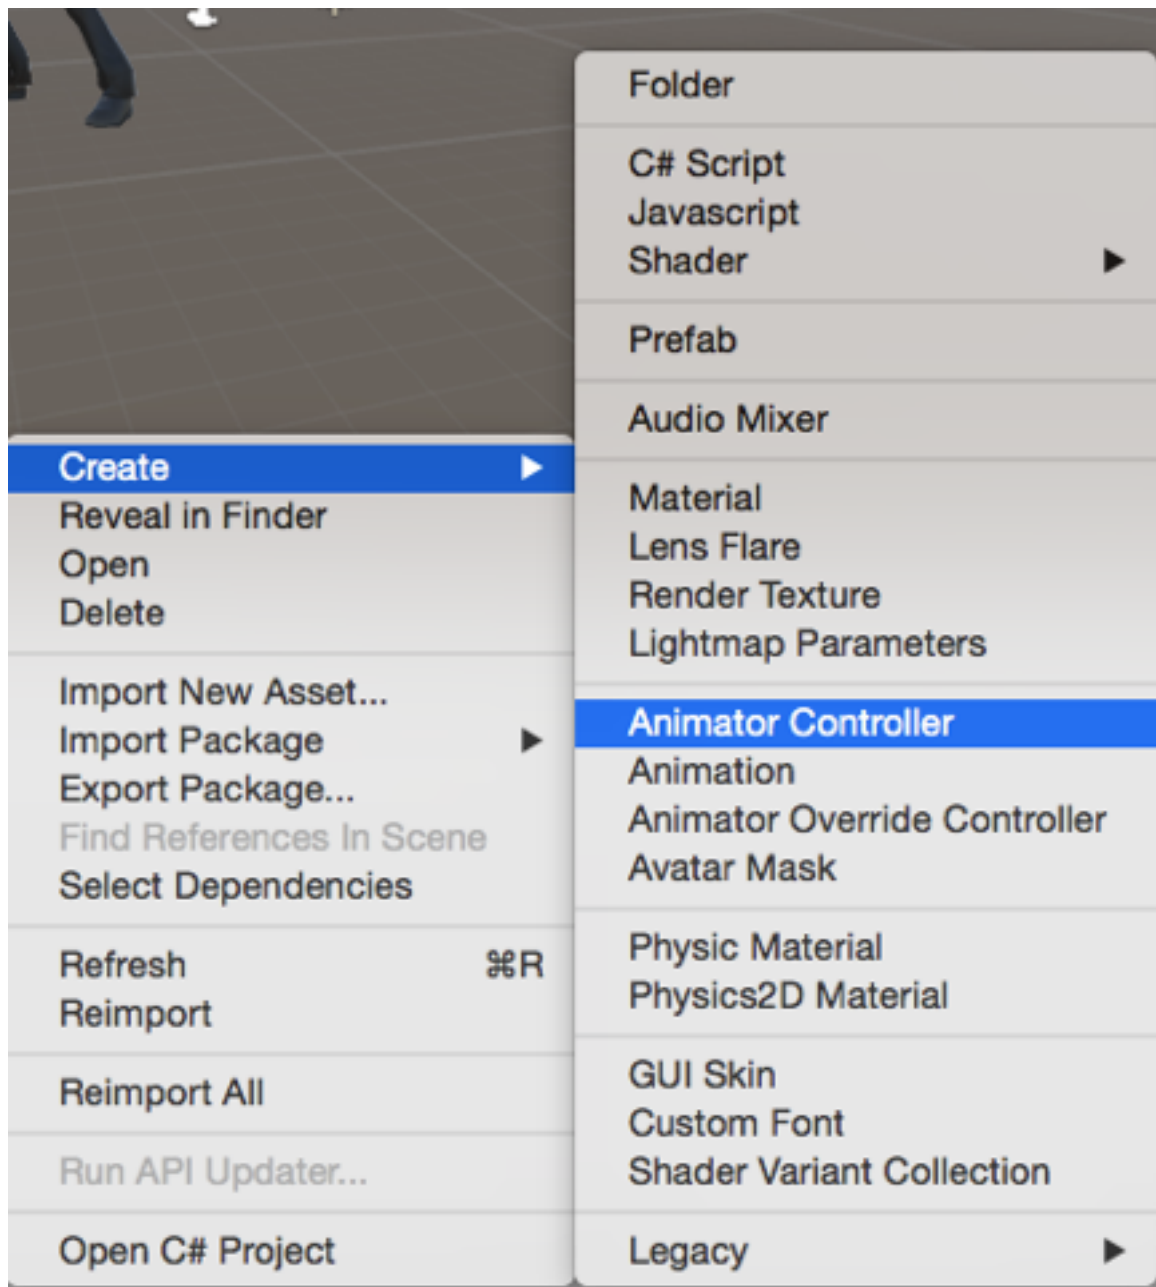 Create
Reveal in Finder
Open
Delete
Import New Asset...
Import Package
Export Package...
Find References In Scene
Select Dependencies
Refresh ⌘R
Reimport
Reimport All
Run API Updater...
Open C# Project
Folder
C# Script
Javascript
Shader
Prefab
Audio Mixer
Material
Lens Flare
Render Texture
Lightmap Parameters
Animator Controller
Animation
Animator Override Controller
Avatar Mask
Physic Material
Physics2D Material
GUI Skin
Custom Font
Shader Variant Collection
Legacy